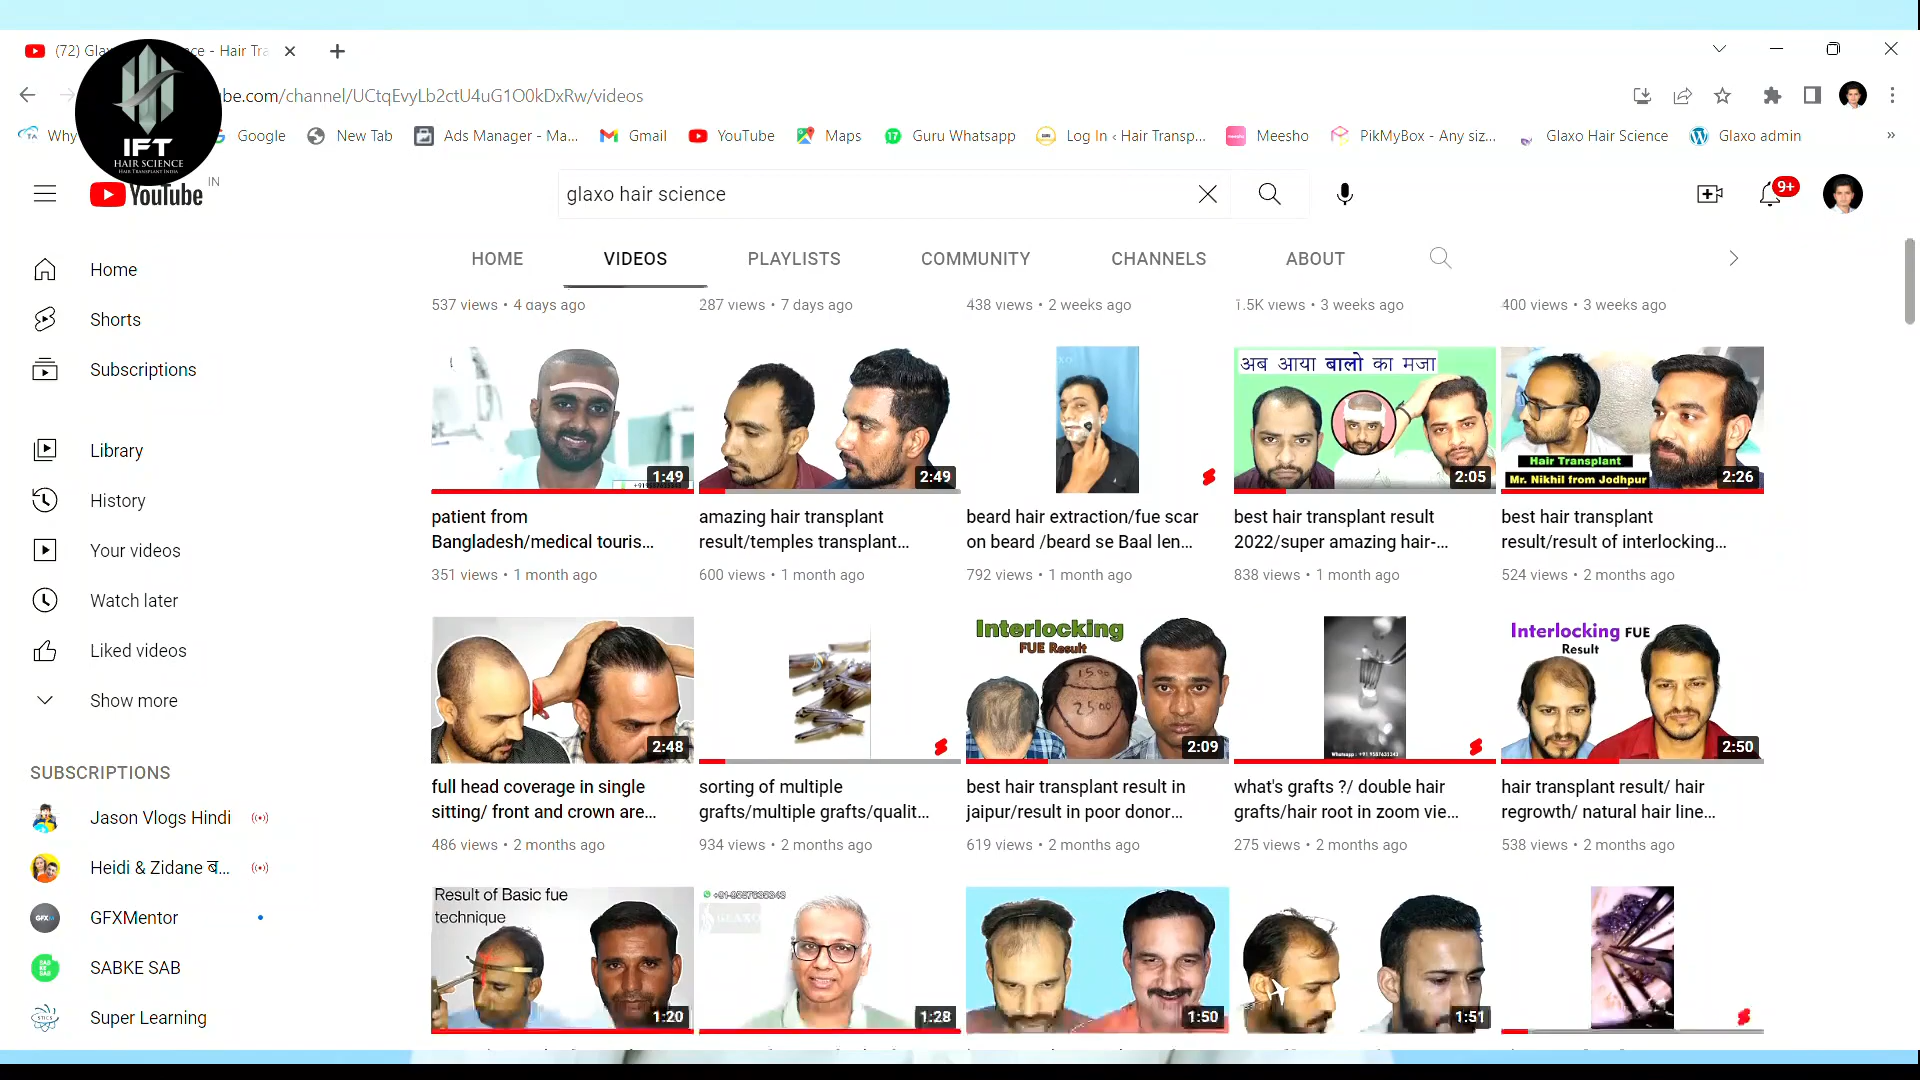 (72) Gla ce - Hair Tra
be.com/channel/UCtqEvyLb2ctU4uG1O0kDxRw/videos
Why
Google
New Tab
Ads Manager - Ma...
Gmail
YouTube
Maps
Guru Whatsapp
Log In ‹ Hair Transp...
Meesho
PikMyBox - Any siz...
Glaxo Hair Science
Glaxo admin
»
IFT
HAIR SCIENCE
HAIR TRANSPLANT INDIA
YouTube IN
glaxo hair science
9+
HOME VIDEOS PLAYLISTS COMMUNITY CHANNELS ABOUT
Home
Shorts
Subscriptions
Library
History
Your videos
Watch later
Liked videos
Show more
SUBSCRIPTIONS
Jason Vlogs Hindi
Heidi & Zidane ब...
GFXMentor
SABKE SAB
Super Learning
537 views • 4 days ago
287 views • 7 days ago
438 views • 2 weeks ago
1.5K views • 3 weeks ago
400 views • 3 weeks ago
1:49
patient from
Bangladesh/medical touris...
351 views • 1 month ago
2:49
amazing hair transplant
result/temples transplant...
600 views • 1 month ago
beard hair extraction/fue scar
on beard /beard se Baal len...
792 views • 1 month ago
अब आया बालो का मजा
2:05
best hair transplant result
2022/super amazing hair-...
838 views • 1 month ago
Hair Transplant
Mr. Nikhil from Jodhpur
2:26
best hair transplant
result/result of interlocking...
524 views • 2 months ago
2:48
full head coverage in single
sitting/ front and crown are...
486 views • 2 months ago
sorting of multiple
grafts/multiple grafts/qualit...
934 views • 2 months ago
Interlocking
FUE Result
1500
2500
2:09
best hair transplant result in
jaipur/result in poor donor...
619 views • 2 months ago
what's grafts ?/ double hair
grafts/hair root in zoom vie...
275 views • 2 months ago
Interlocking FUE
Result
2:50
hair transplant result/ hair
regrowth/ natural hair line...
538 views • 2 months ago
Result of Basic fue
technique
1:20
GLAXO
1:28
1:50
1:51